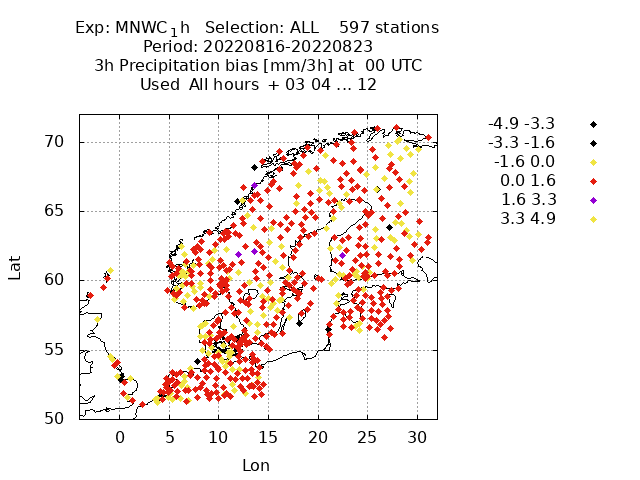 Exp: MNWC_1h   Selection: ALL    597 stations
Period: 20220816-20220823
3h Precipitation bias [mm/3h] at  00 UTC
Used  All hours  + 03 04 ... 12
-4.9 -3.3
-3.3 -1.6
-1.6 0.0
0.0 1.6
1.6 3.3
3.3 4.9
70
65
60
55
50
Lat
0 5 10 15 20 25 30
Lon